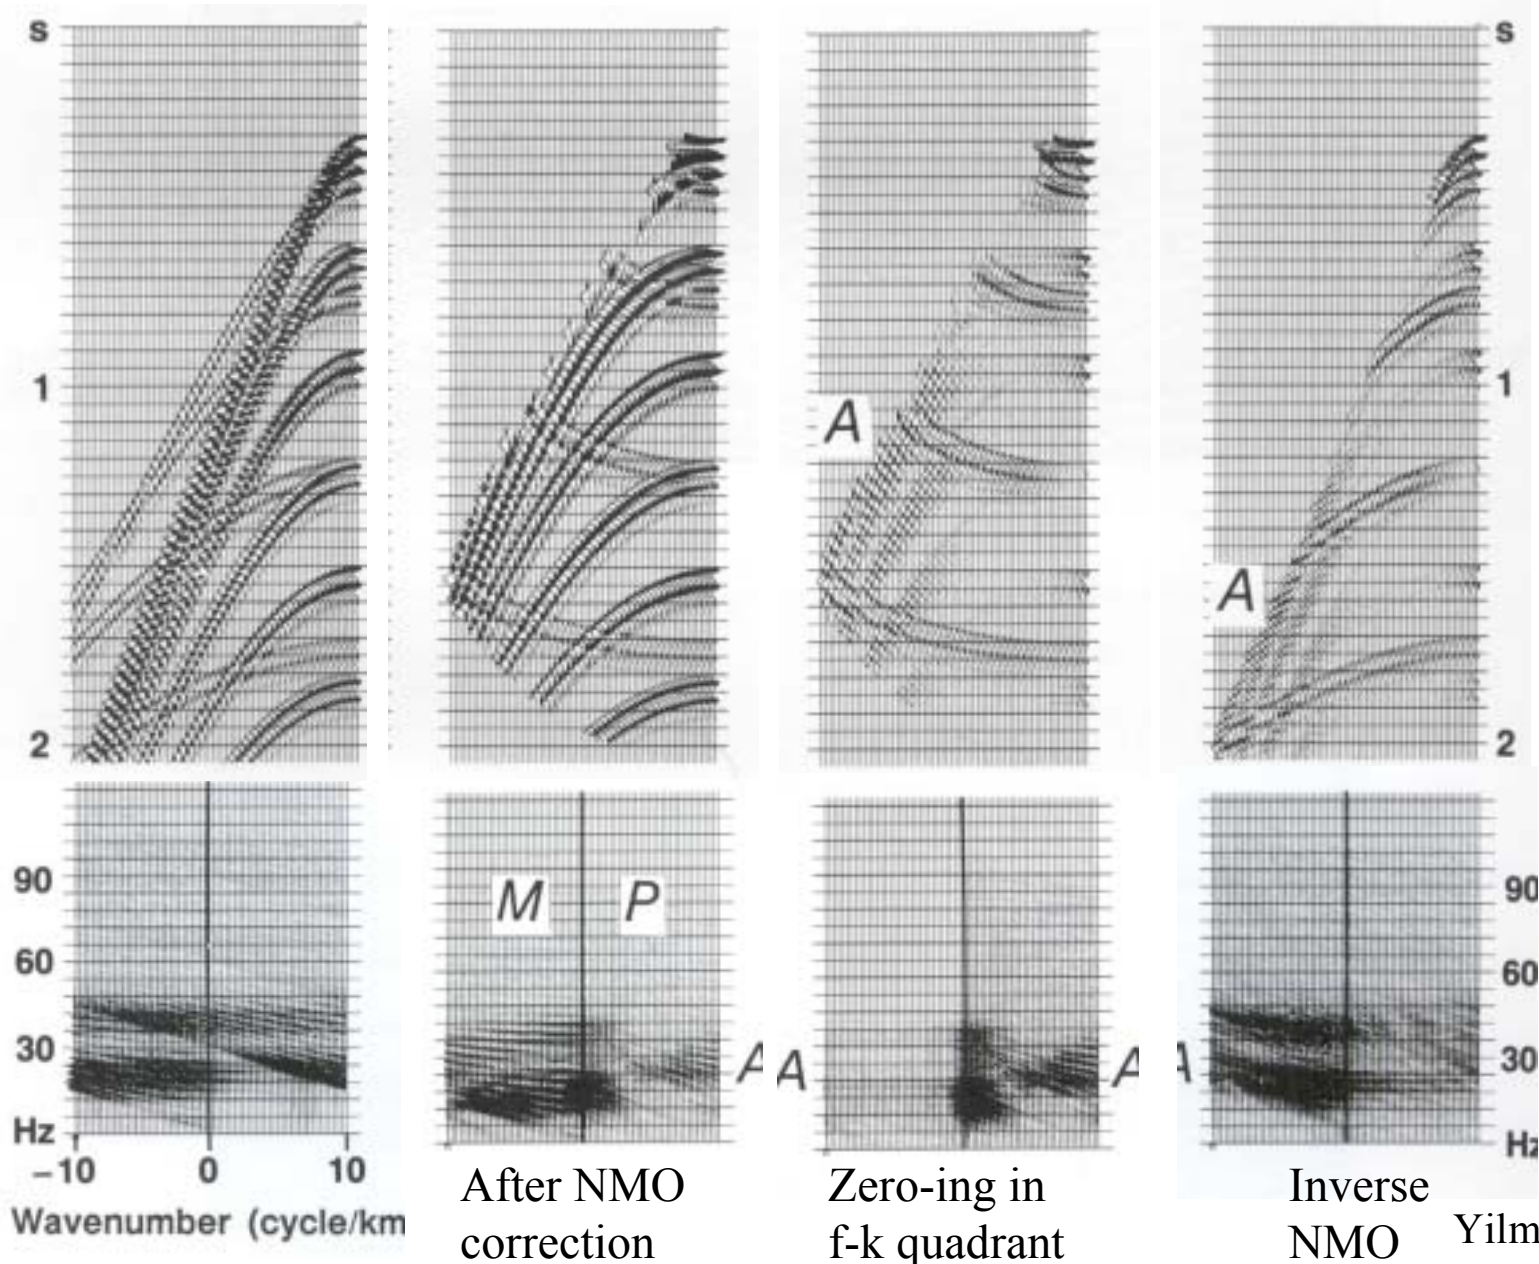 s
s
1
A
1
A
2
2
90
M
P
90
60
60
30
A
A
A
A
30
Hz
Hz
-10
0
10
Wavenumber (cycle/km
After NMO
correction
Zero-ing in
f-k quadrant
Inverse
NMO
Yilm